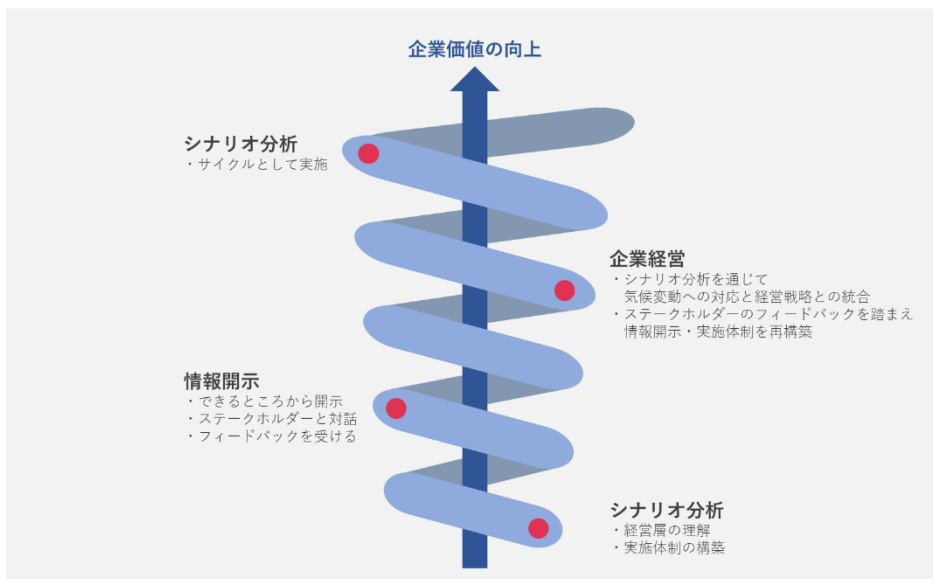 企業価値の向上
シナリオ分析
・サイクルとして実施
企業経営
・シナリオ分析を通じて
気候変動への対応と経営戦略との統合
・ステークホルダーのフィードバックを踏まえ
情報開示・実施体制を再構築
情報開示
・できるところから開示
・ステークホルダーと対話
・フィードバックを受ける
シナリオ分析
・経営層の理解
・実施体制の構築